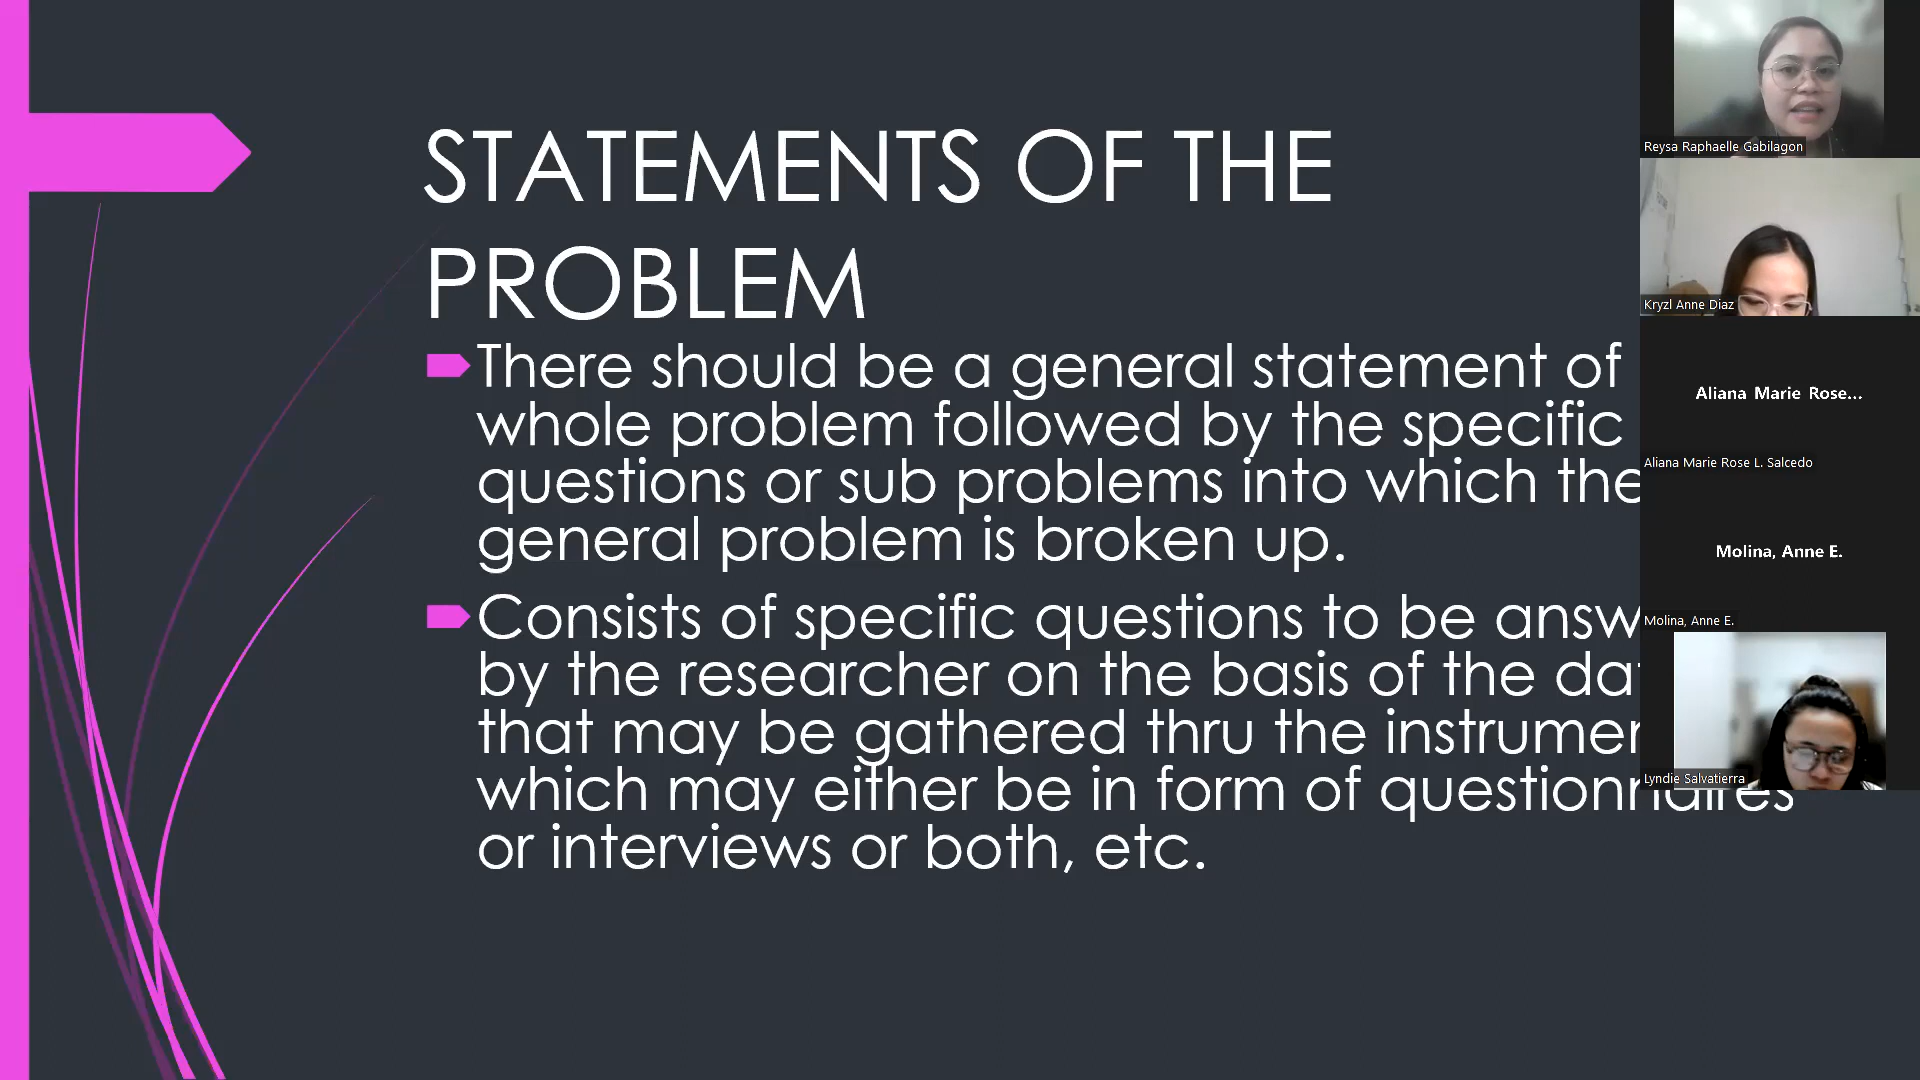 STATEMENTS OF THE
PROBLEM
There should be a general statement of
whole problem followed by the specific
questions or sub problems into which the
general problem is broken up.
Consists of specific questions to be
by the researcher on the basis of the
that may be gathered thru the
which may either be in form of questionnaires
or interviews or both, etc.
Reysa Raphaelle Gabilagon
Kryzl Anne Diaz
Aliana Marie Rose...
Aliana Marie Rose L. Salcedo
Molina, Anne E.
Molina, Anne E.
Lyndie Salvatierra